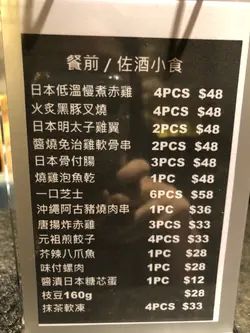 餐前/佐酒小食
日本低溫慢煮赤雞 4PCS $48
火炙黑豚叉燒 4PCS $48
日本明太子雞翼 2PCS $48
醬燒免治雞軟骨串 2PCS $48
日本骨付腸 3PCS $48
燒雞泡魚乾 1PC $48
一口芝士 6PCS $58
沖繩阿古豬燒肉串 1PC $36
唐揚炸赤雞 3PCS $33
元祖煎餃子 4PCS $33
芥辣八爪魚 1PC $28
味付螺肉 1PC $28
醬漬日本糖芯蛋 1PC $12
枝豆160g $28
抹茶軟凍 4PCS $33